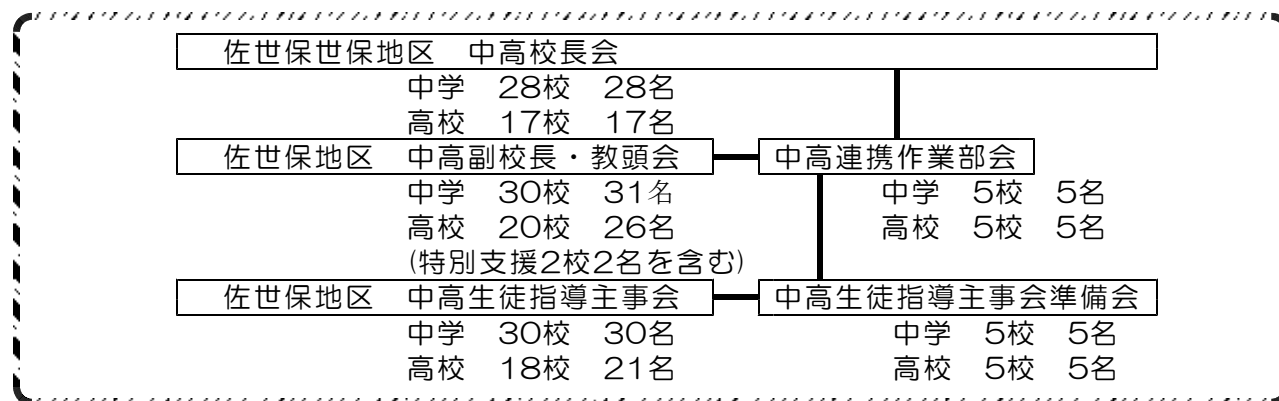 佐世保世保地区　中高校長会
中学　28校　28名
高校　17校　17名
佐世保地区　中高副校長・教頭会　中高連携作業部会
中学　30校　31名　中学　5校　5名
高校　20校　26名　高校　5校　5名
(特別支援2校2名を含む)
佐世保地区　中高生徒指導主事会　中高生徒指導主事会準備会
中学　30校　30名　中学　5校　5名
高校　18校　21名　高校　5校　5名